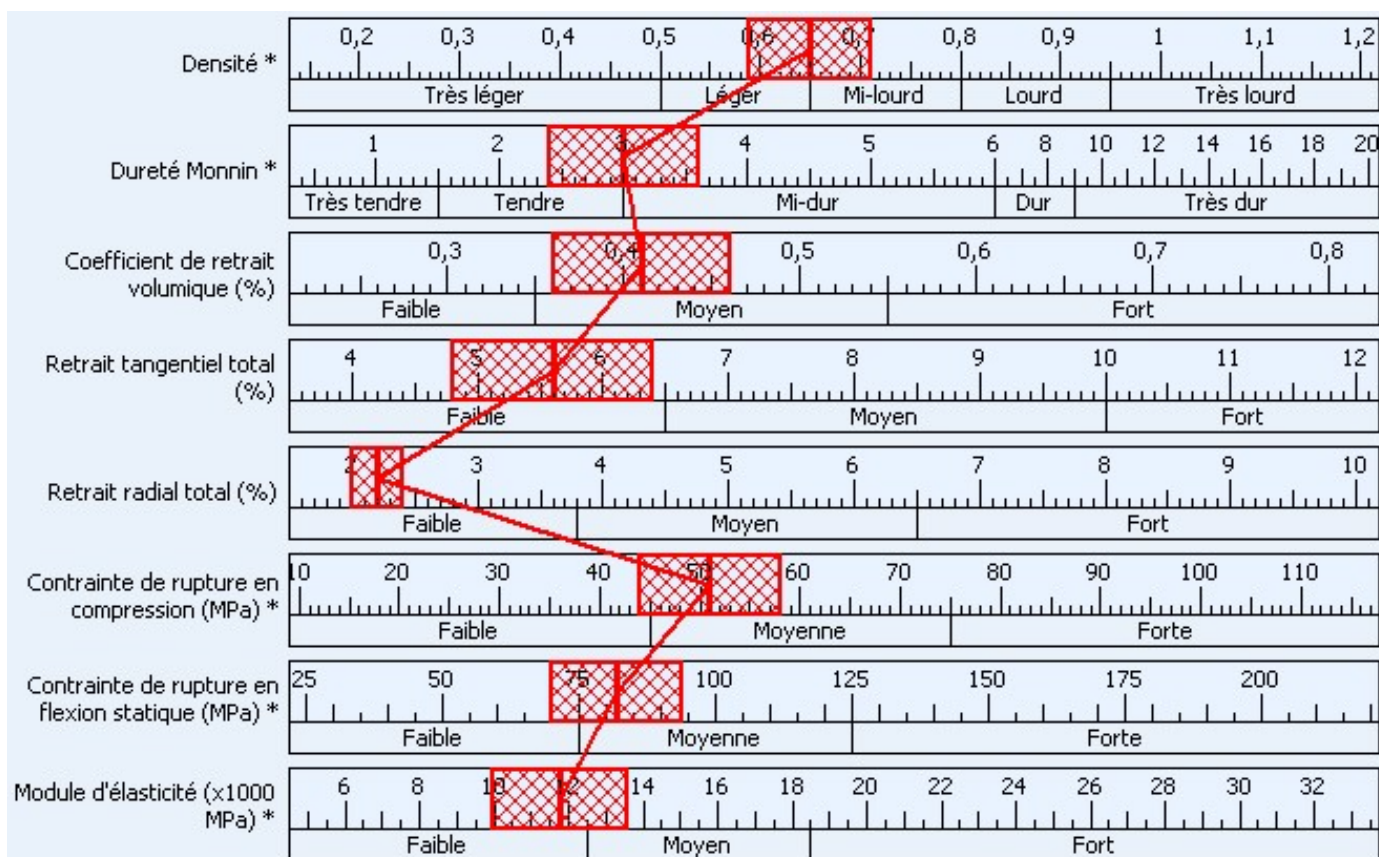 0,2 0,3 0,4 0,5 0,6 0,7 0,8 0,9 1 1,1 1,2
Densité *
Très léger Léger Mi-lourd Lourd Très lourd
1 2 3 4 5 6 8 10 12 14 16 18 20
Dureté Monnin *
Très tendre Tendre Mi-dur Dur Très dur
0,3 0,4 0,5 0,6 0,7 0,8
Coefficient de retrait
volumique (%)
Faible Moyen Fort
4 5 6 7 8 9 10 11 12
Retrait tangentiel total
(%)
Faible Moyen Fort
2 3 4 5 6 7 8 9 10
Retrait radial total (%)
Faible Moyen Fort
10 20 30 40 50 60 70 80 90 100 110
Contrainte de rupture en
compression (MPa) *
Faible Moyenne Forte
25 50 75 100 125 150 175 200
Contrainte de rupture en
flexion statique (MPa) *
Faible Moyenne Forte
6 8 10 12 14 16 18 20 22 24 26 28 30 32
Module d'élasticité (x1000
MPa) *
Faible Moyen Fort